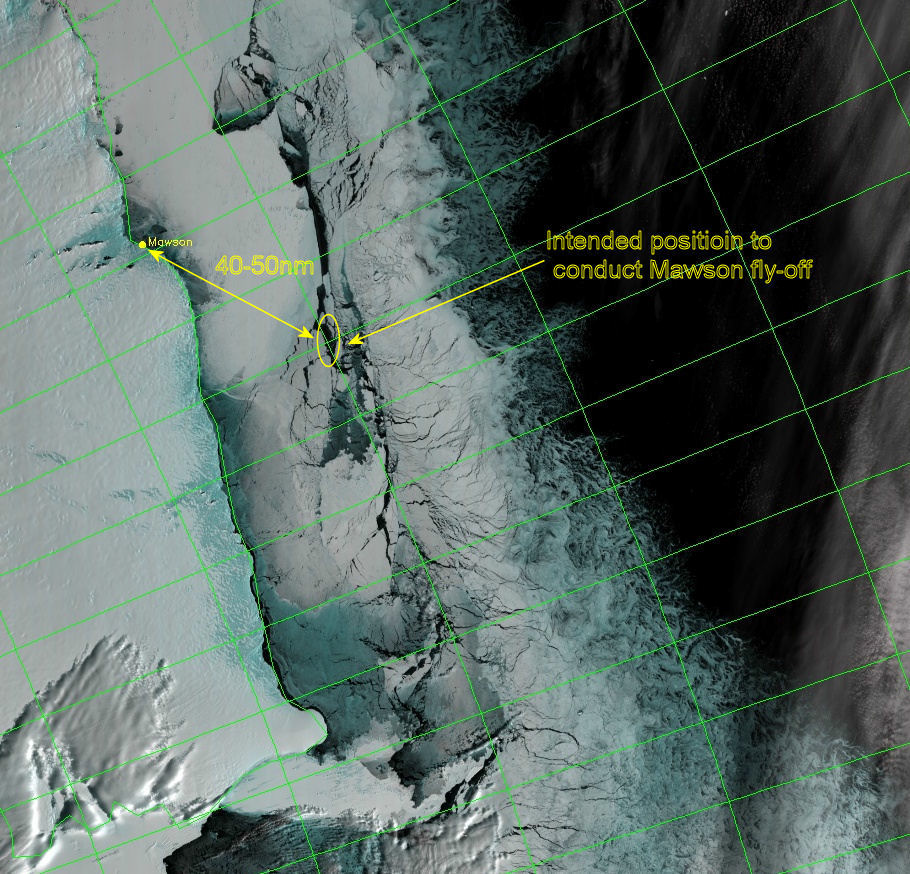 Mawson
40-50nm
Intended positioin to
conduct Mawson fly-off